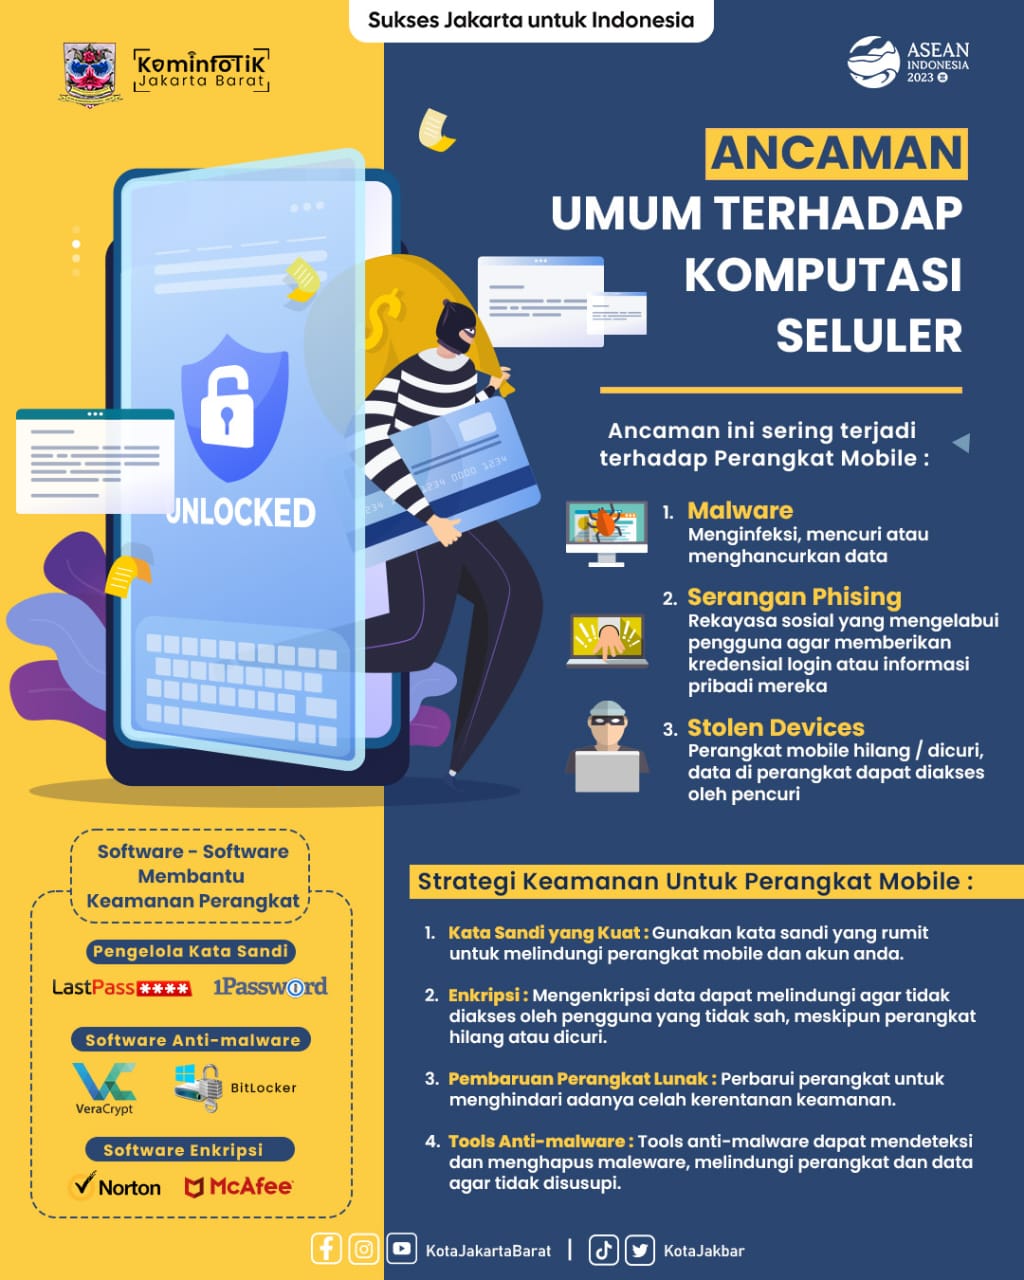 Sukses Jakarta untuk Indonesia
KominfoTIK
Jakarta Barat
ASEAN
INDONESIA
2023
ANCAMAN
UMUM TERHADAP
KOMPUTASI
SELULER
Ancaman ini sering terjadi
terhadap Perangkat Mobile :
1. Malware
Menginfeksi, mencuri atau
menghancurkan data
2. Serangan Phising
Rekayasa sosial yang mengelabui
pengguna agar memberikan
kredensial login atau informasi
pribadi mereka
3. Stolen Devices
Perangkat mobile hilang / dicuri,
data di perangkat dapat diakses
oleh pencuri
$
1234 0000 1234
1234
UNLOCKED
Software - Software
Membantu
Keamanan Perangkat
Pengelola Kata Sandi
LastPass****
1Password
Software Anti-malware
VC
VeraCrypt
BitLocker
Software Enkripsi
Norton
McAfee
Strategi Keamanan Untuk Perangkat Mobile :
1. Kata Sandi yang Kuat : Gunakan kata sandi yang rumit
untuk melindungi perangkat mobile dan akun anda.
2. Enkripsi : Mengenkripsi data dapat melindungi agar tidak
diakses oleh pengguna yang tidak sah, meskipun perangkat
hilang atau dicuri.
3. Pembaruan Perangkat Lunak : Perbarui perangkat untuk
menghindari adanya celah kerentanan keamanan.
4. Tools Anti-malware : Tools anti-malware dapat mendeteksi
dan menghapus maleware, melindungi perangkat dan data
agar tidak disusupi.
KotaJakartaBarat | KotaJakbar